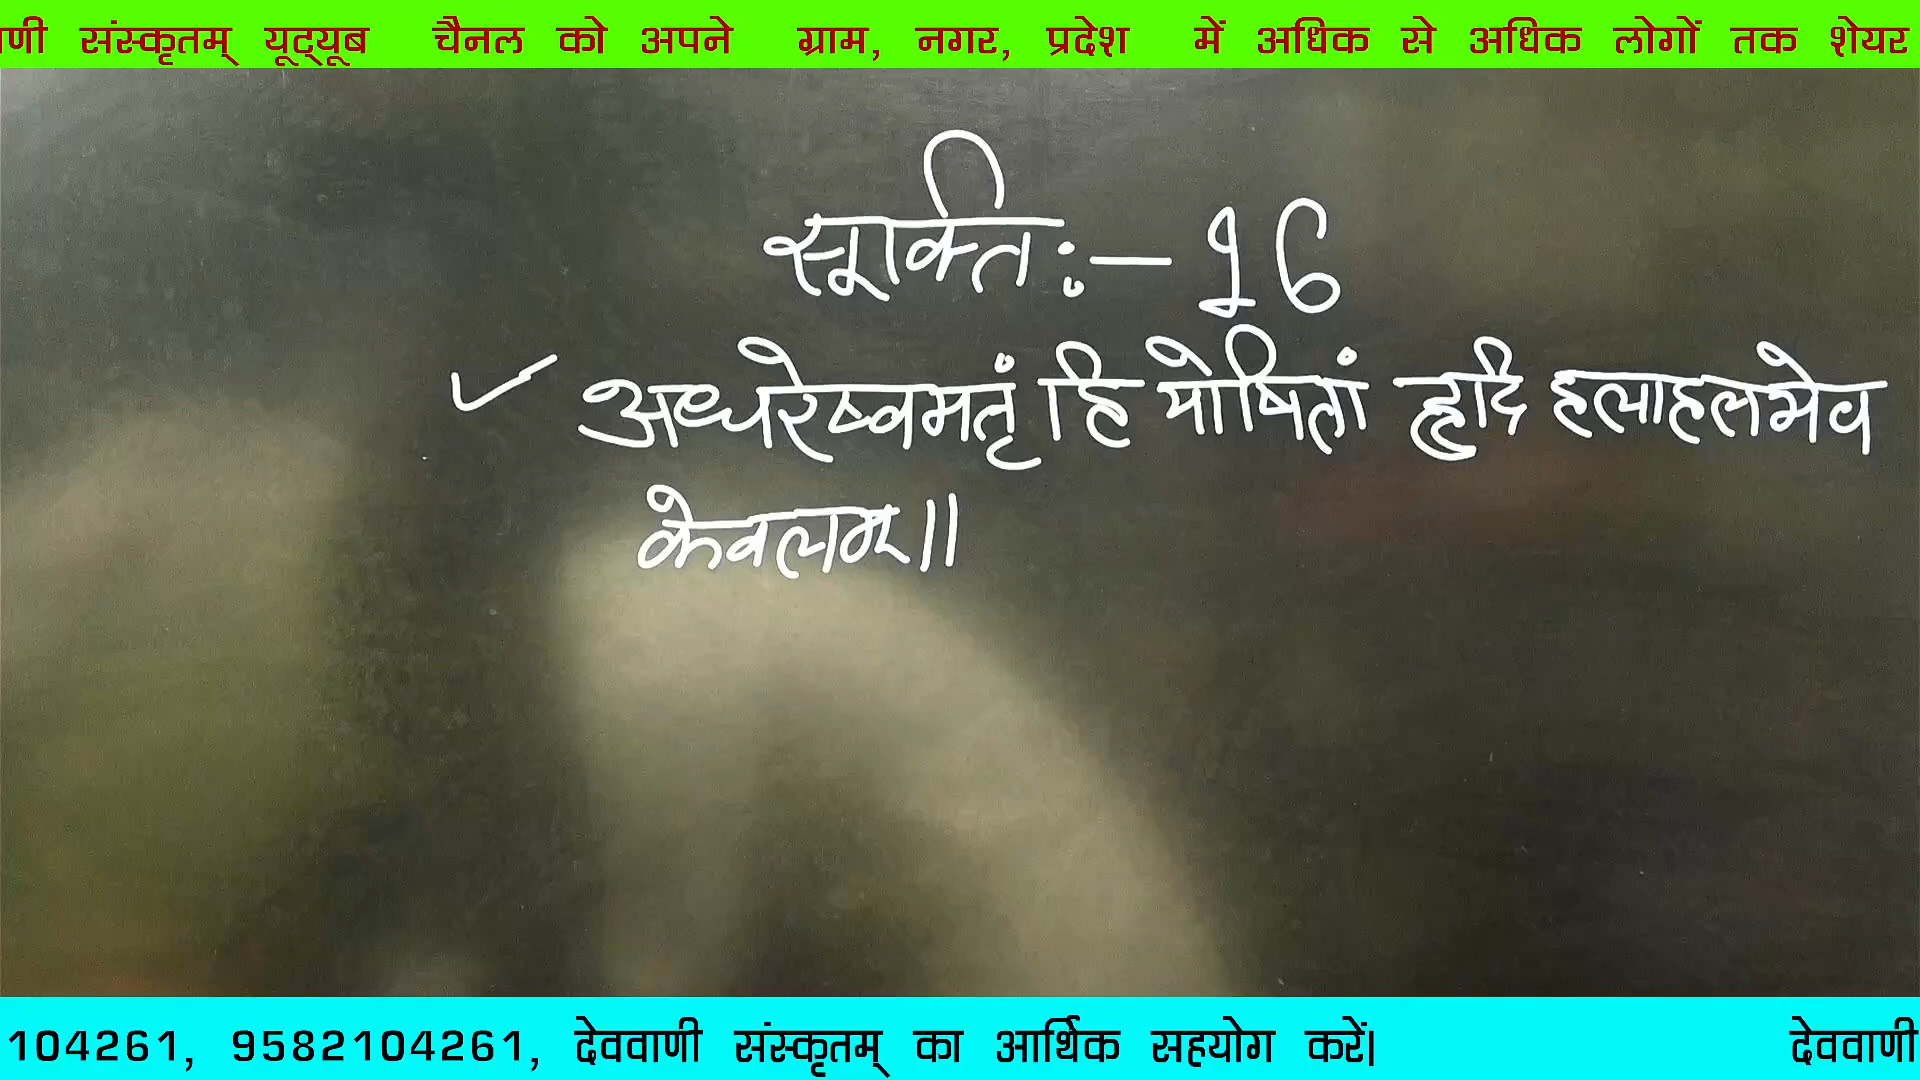 णी संस्कृतम् यूट्यूब चैनल को अपने ग्राम, नगर, प्रदेश में अधिक से अधिक लोगों तक शेयर
सूक्ति:- 16
✓ अधरेष्वमतृं हि योषितां हृदि हलाहलमेव
केवलम्॥
104261, 9582104261, देववाणी संस्कृतम् का आर्थिक सहयोग करें। देववाणी